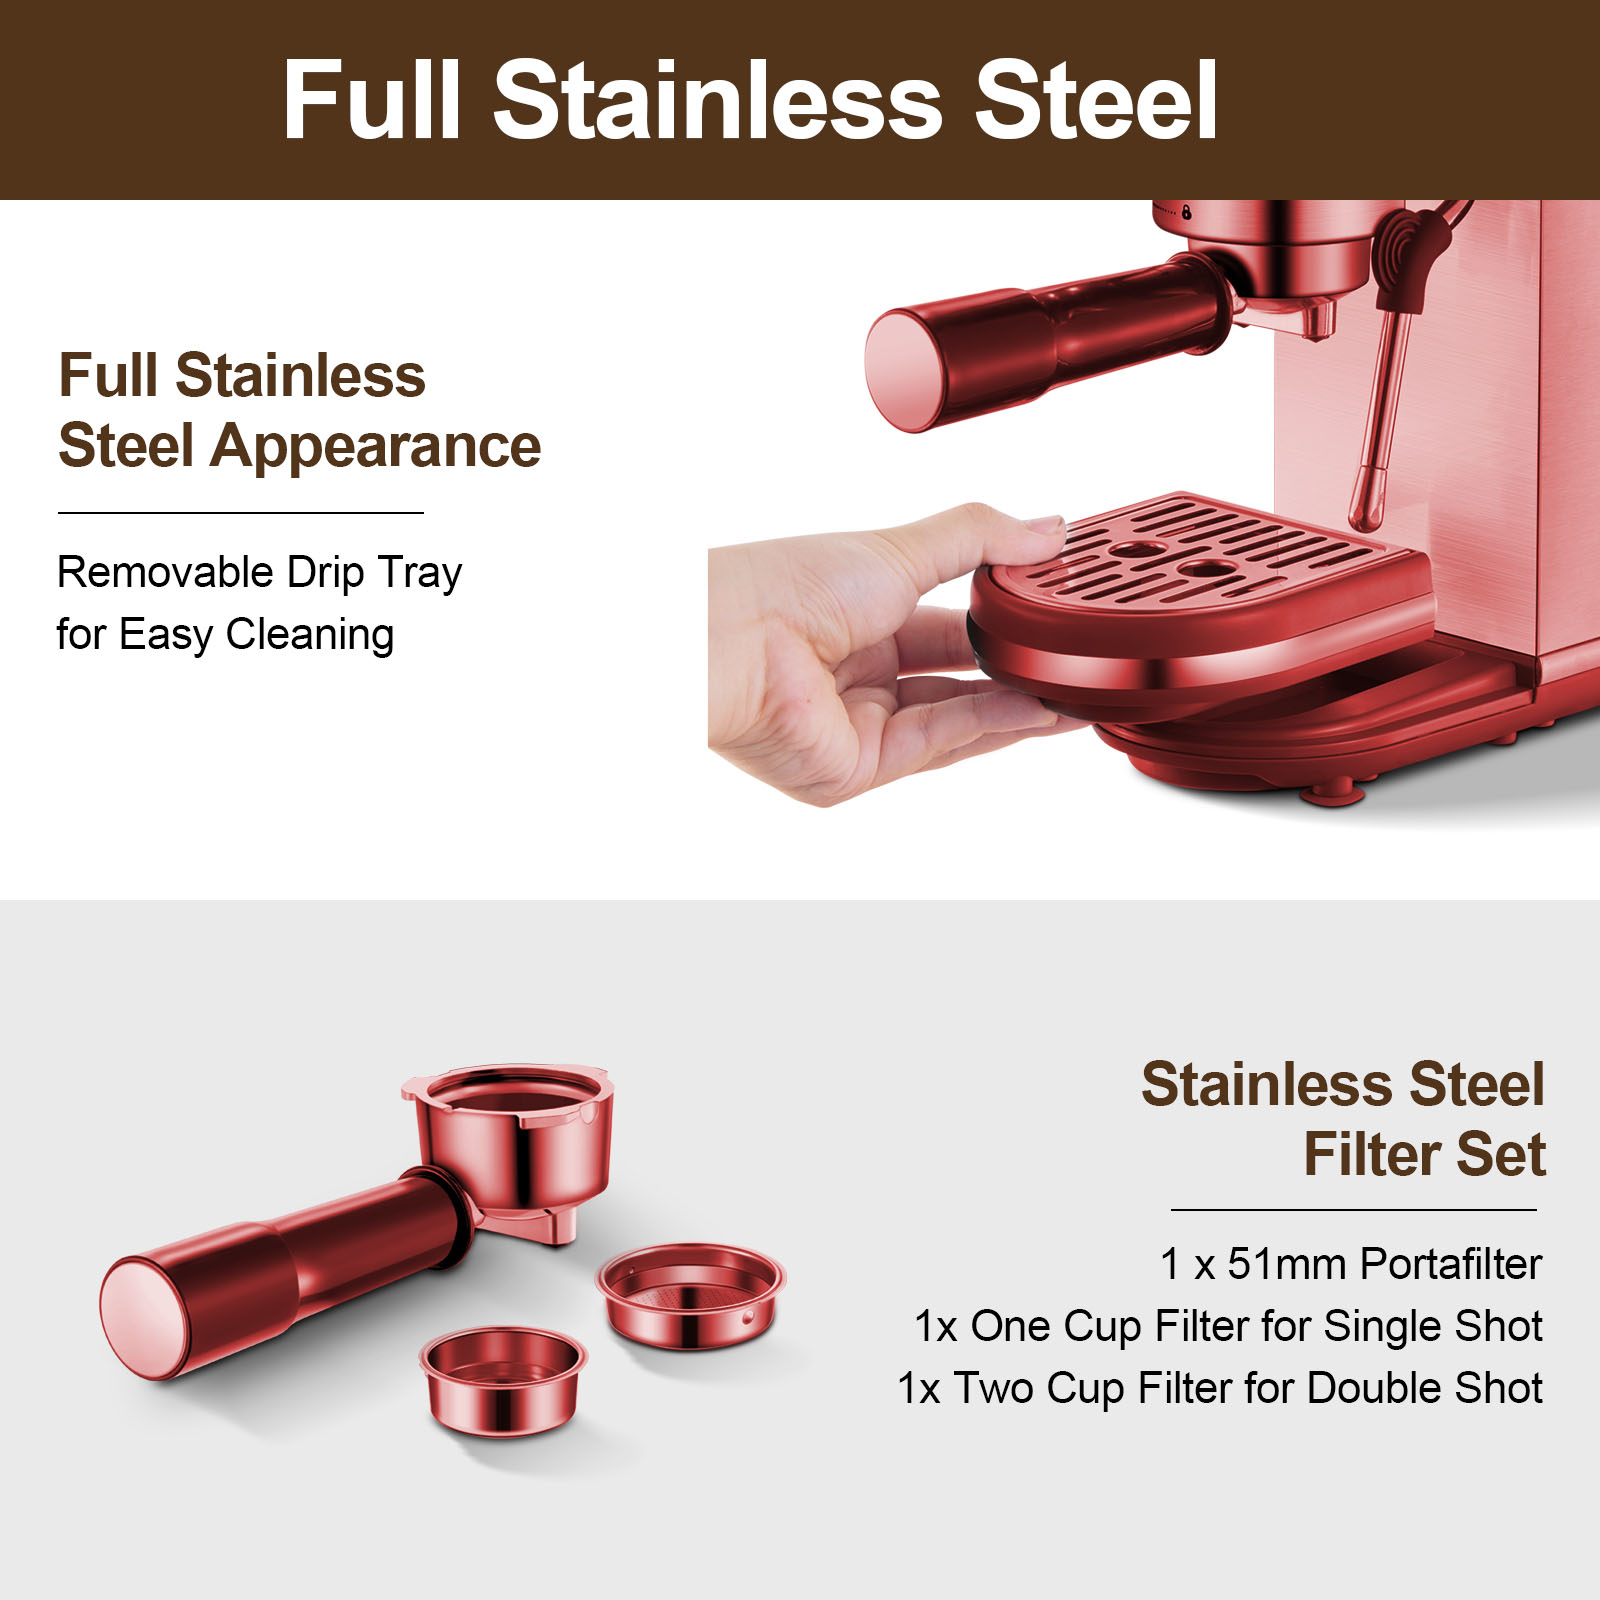 Full Stainless Steel
Full Stainless
Steel Appearance
Removable Drip Tray
for Easy Cleaning
Stainless Steel
Filter Set
1 x 51mm Portafilter
1x One Cup Filter for Single Shot
1x Two Cup Filter for Double Shot